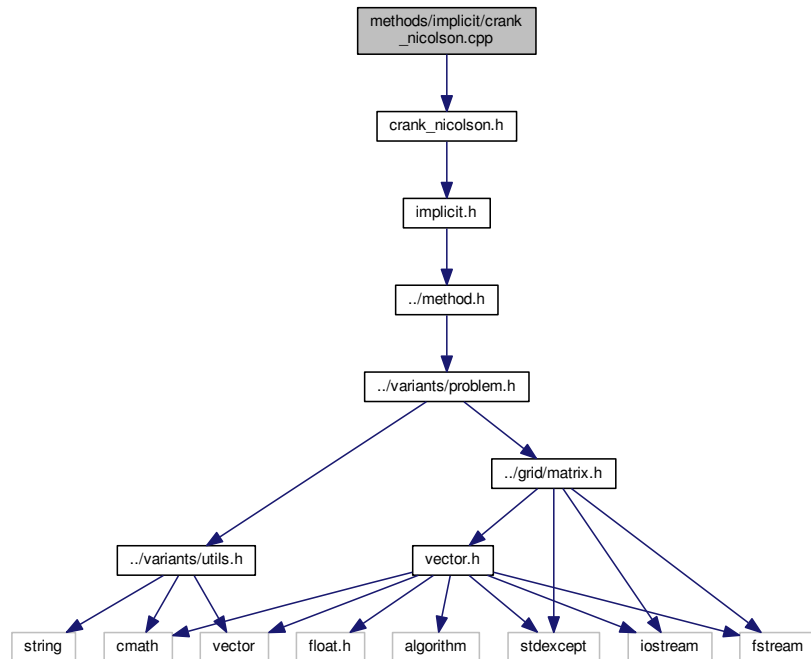 methods/implicit/crank
_nicolson.cpp
crank_nicolson.h
implicit.h
../method.h
../variants/problem.h
../grid/matrix.h
../variants/utils.h
vector.h
string
cmath
vector
float.h
algorithm
stdexcept
iostream
fstream